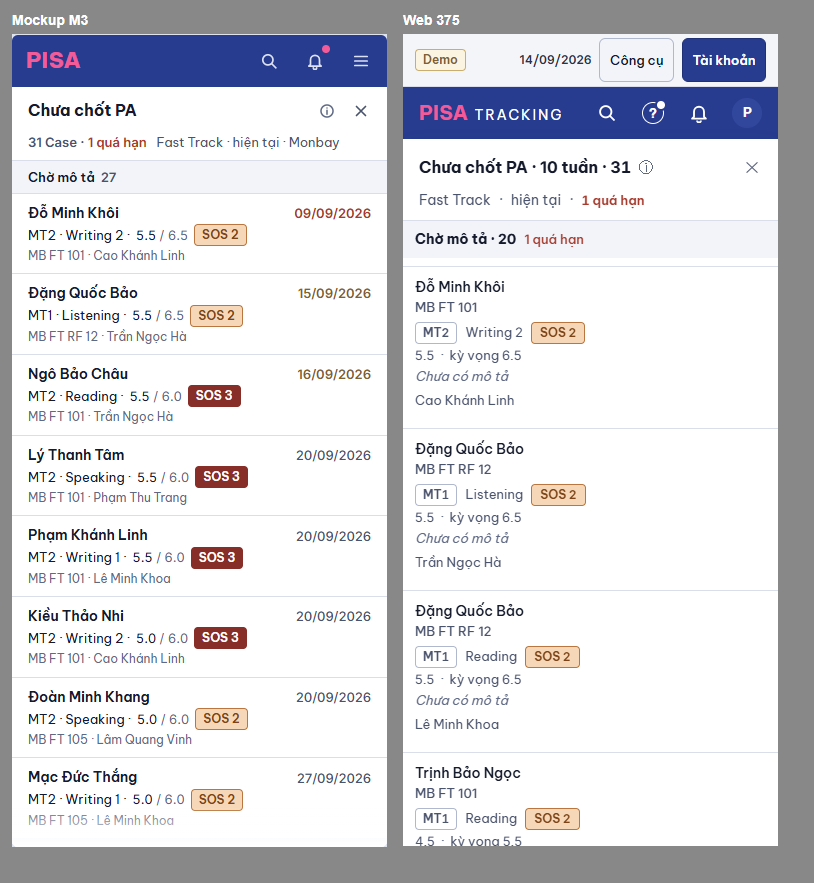 Mockup M3
PISA
Chưa chốt PA
31 Case · 1 quá hạn Fast Track · hiện tại · Monbay
Chờ mô tả 27
Đỗ Minh Khôi 09/09/2026
MT2 · Writing 2 · 5.5 / 6.5 SOS 2
MB FT 101 · Cao Khánh Linh
Đặng Quốc Bảo 15/09/2026
MT1 · Listening · 5.5 / 6.5 SOS 2
MB FT RF 12 · Trần Ngọc Hà
Ngô Bảo Châu 16/09/2026
MT2 · Reading · 5.5 / 6.0 SOS 3
MB FT 101 · Trần Ngọc Hà
Lý Thanh Tâm 20/09/2026
MT2 · Speaking · 5.5 / 6.0 SOS 3
MB FT 101 · Phạm Thu Trang
Phạm Khánh Linh 20/09/2026
MT2 · Writing 1 · 5.5 / 6.0 SOS 3
MB FT 101 · Lê Minh Khoa
Kiều Thảo Nhi 20/09/2026
MT2 · Writing 2 · 5.0 / 6.0 SOS 3
MB FT 101 · Cao Khánh Linh
Đoàn Minh Khang 20/09/2026
MT2 · Speaking · 5.0 / 6.0 SOS 2
MB FT 105 · Lâm Quang Vinh
Mạc Đức Thắng 27/09/2026
MT2 · Writing 1 · 5.0 / 6.0 SOS 2
MB FT 105 · Lê Minh Khoa
Web 375
Demo 14/09/2026 Công cụ Tài khoản
PISA TRACKING ? P
Chưa chốt PA · 10 tuần · 31
Fast Track · hiện tại · 1 quá hạn
Chờ mô tả · 20 1 quá hạn
Đỗ Minh Khôi
MB FT 101
MT2 Writing 2 SOS 2
5.5 · kỳ vọng 6.5
Chưa có mô tả
Cao Khánh Linh
Đặng Quốc Bảo
MB FT RF 12
MT1 Listening SOS 2
5.5 · kỳ vọng 6.5
Chưa có mô tả
Trần Ngọc Hà
Đặng Quốc Bảo
MB FT RF 12
MT1 Reading SOS 2
5.5 · kỳ vọng 6.5
Chưa có mô tả
Lê Minh Khoa
Trịnh Bảo Ngọc
MB FT 101
MT1 Reading SOS 2
4.5 · kỳ vọng 5.5